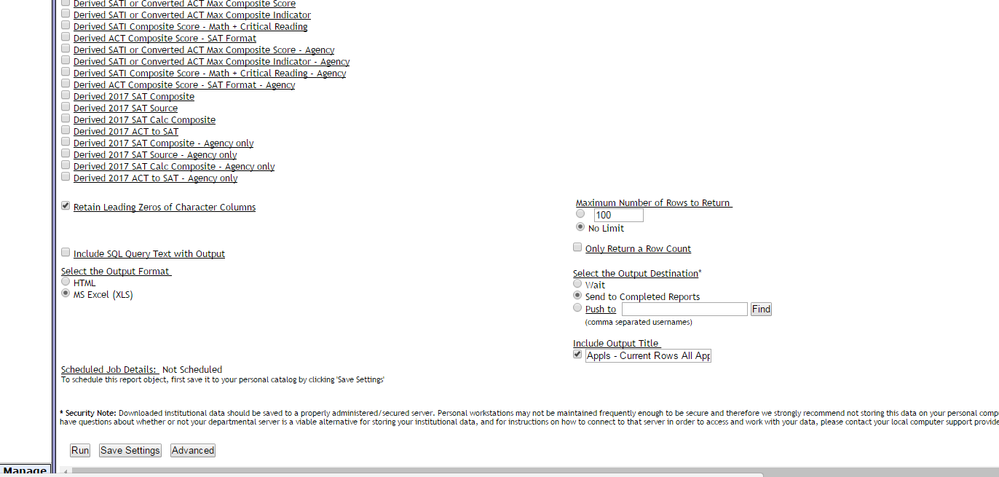 Derived SATI or Converted ACT Max Composite Score
Derived SATI or Converted ACT Max Composite Indicator
Derived SATI Composite Score - Math + Critical Reading
Derived ACT Composite Score - SAT Format
Derived SATI or Converted ACT Max Composite Score - Agency
Derived SATI or Converted ACT Max Composite Indicator - Agency
Derived SATI Composite Score - Math + Critical Reading - Agency
Derived ACT Composite Score - SAT Format - Agency
Derived 2017 SAT Composite
Derived 2017 SAT Source
Derived 2017 SAT Calc Composite
Derived 2017 ACT to SAT
Derived 2017 SAT Composite - Agency only
Derived 2017 SAT Source - Agency only
Derived 2017 SAT Calc Composite - Agency only
Derived 2017 ACT to SAT - Agency only
Retain Leading Zeros of Character Columns
Maximum Number of Rows to Return
100
No Limit
Include SQL Query Text with Output
Only Return a Row Count
Select the Output Format
HTML
MS Excel (XLS)
Select the Output Destination*
Wait
Send to Completed Reports
Push to Find
(comma separated usernames)
Include Output Title
Appls - Current Rows All App
Scheduled Job Details: Not Scheduled
To schedule this report object, first save it to your personal catalog by clicking 'Save Settings'
* Security Note: Downloaded institutional data should be saved to a properly administered/secured server. Personal workstations may not be maintained frequently enough to be secure and therefore we strongly recommend not storing this data on your personal comp
have questions about whether or not your departmental server is a viable alternative for storing your institutional data, and for instructions on how to connect to that server in order to access and work with your data, please contact your local computer support provide
Run Save Settings Advanced
Manage